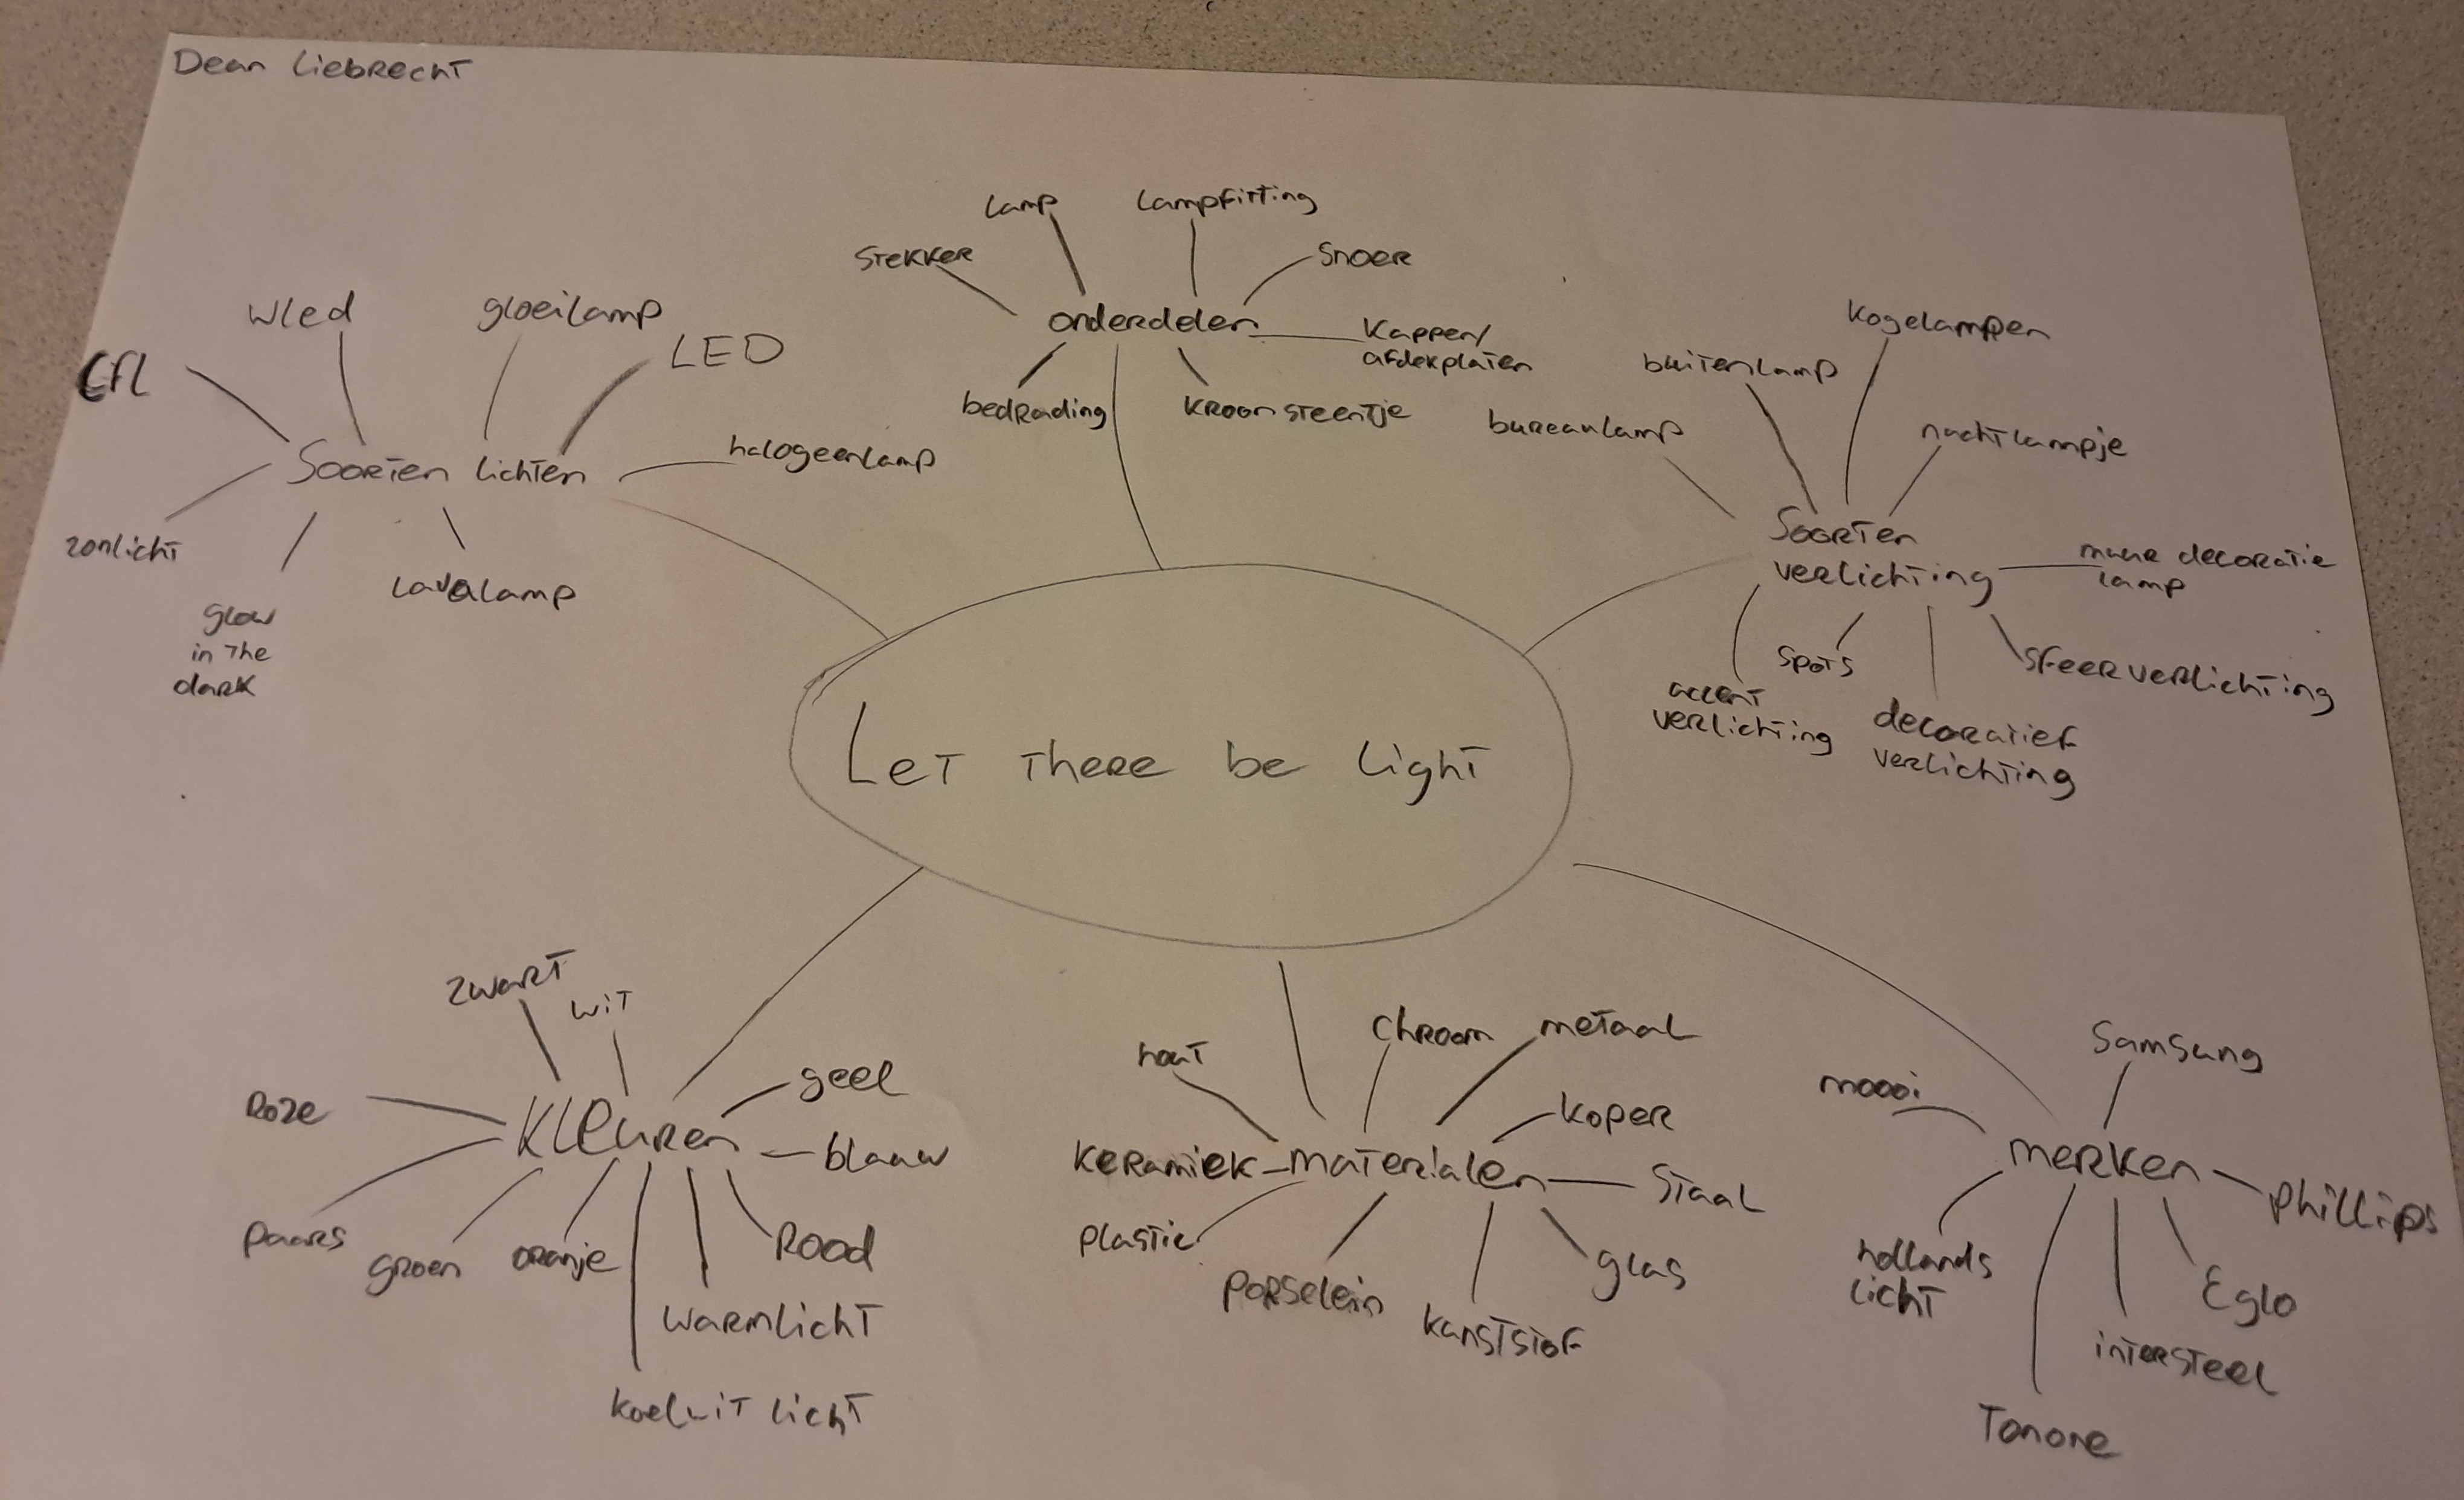 Dean Liebrecht
Let there be light
Soorten lichten
CFL
wled
gloeilamp
LED
halogeenlamp
zonlicht
glow
in the
dark
Lavalamp
onderdelen
stekker
Lamp
Lampfitting
Snoer
Kappen/
afdekplaten
bedrading
kroonsteentje
Soorten
verlichting
bureaulamp
buitenlamp
Kogelamppen
nachtlampje
muur decoratie
lamp
sfeerverlichting
decoratief
verlichting
spots
accent
verlichting
Kleuren
zwart
wit
Roze
geel
blauw
Rood
warmlicht
koelwit licht
oranje
groen
paars
materialen
hout
Chroom
metaal
koper
Staal
glas
kunststof
Porselein
plastic
keramiek
merken
moooi
Samsung
Phillips
Eglo
intersteel
Tonone
hollands
licht